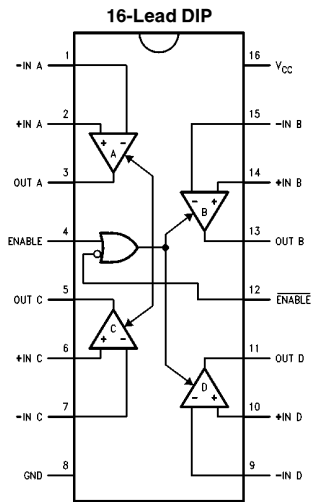 16-Lead DIP
1
-IN A
16
VCC
2
+IN A
15
-IN B
+ -
A
3
OUT A
14
+IN B
- +
B
4
ENABLE
13
OUT B
5
OUT C
12
ENABLE
C
+ -
6
+IN C
11
OUT D
D
- +
7
-IN C
10
+IN D
8
GND
9
-IN D